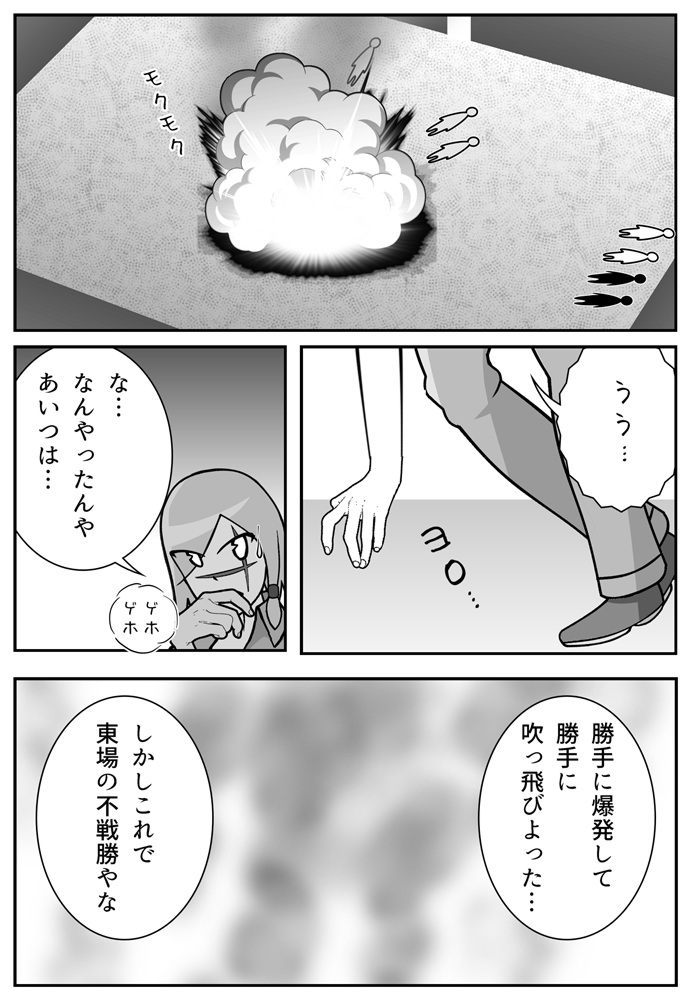 モクモク
うう…
ヨロ…
な…
なんやったんや
あいつは…
ゲホ
ゲホ
勝手に爆発して
勝手に
吹っ飛びよった…
しかしこれで
東場の不戦勝やな